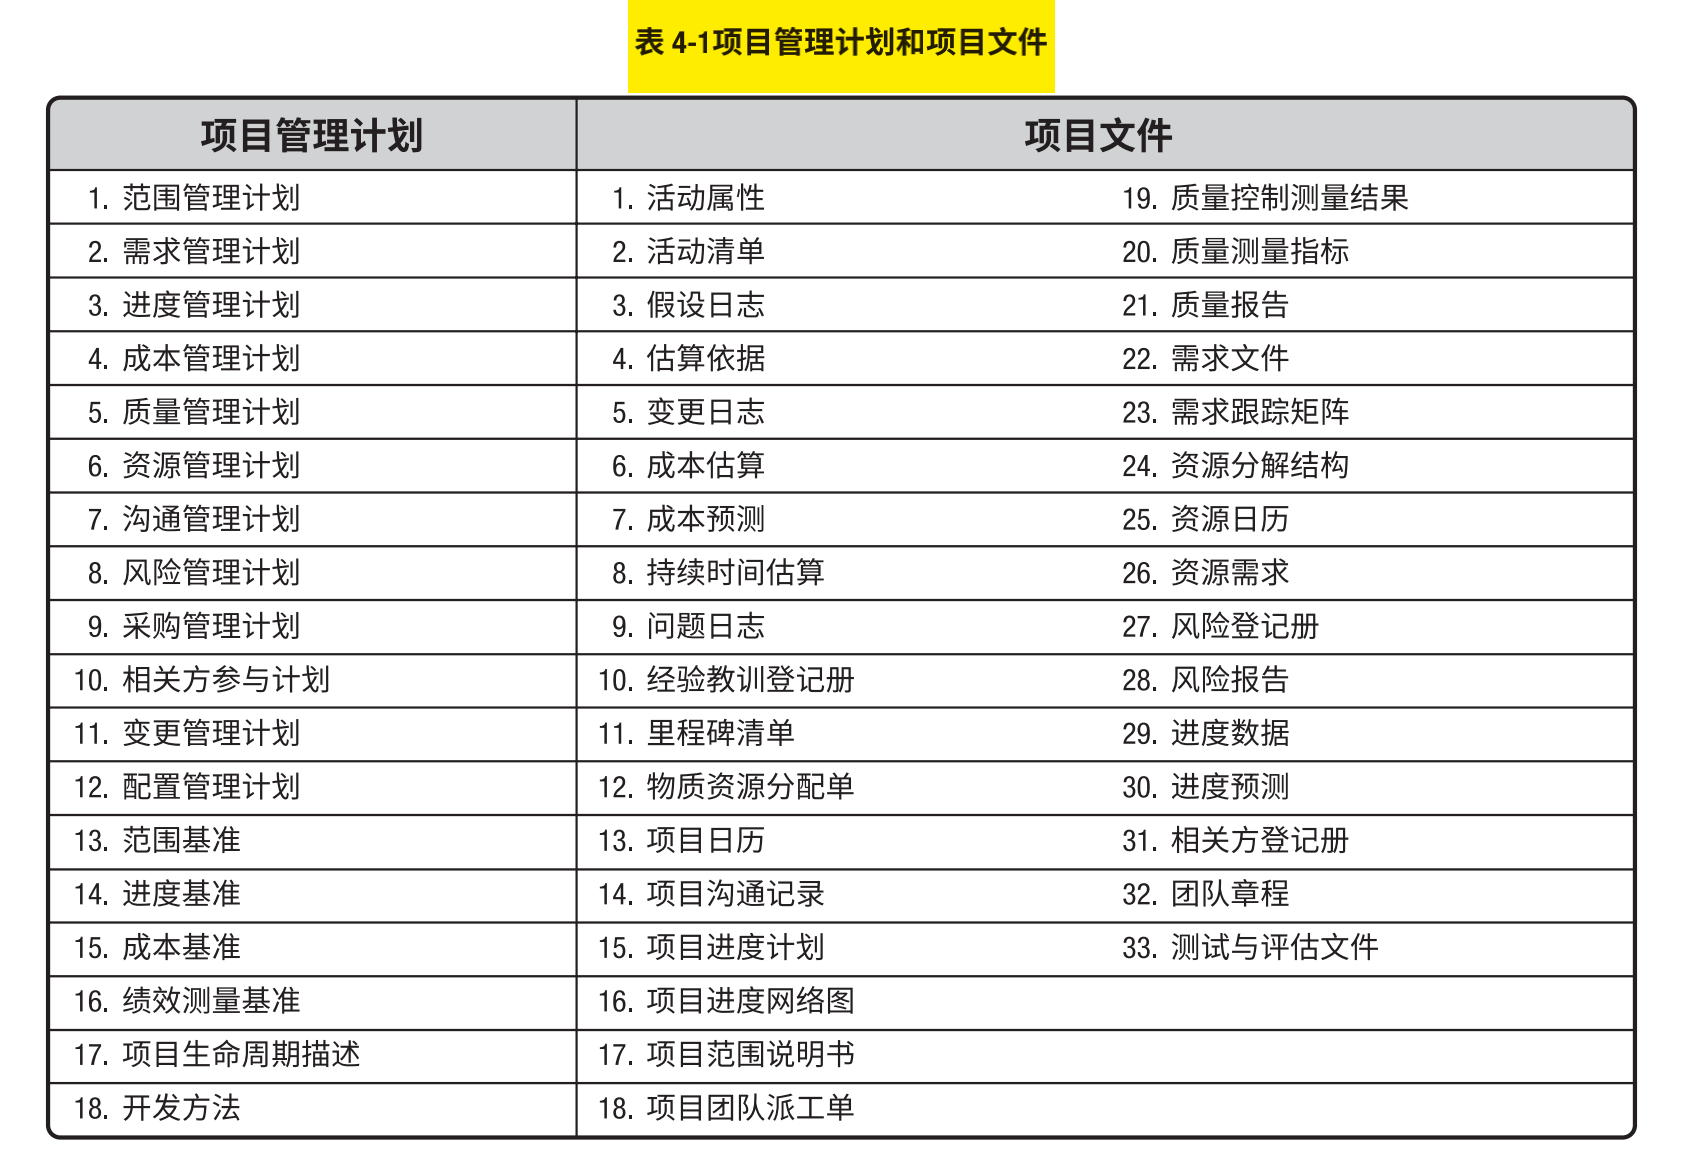 表 4-1项目管理计划和项目文件
项目管理计划 项目文件
1. 范围管理计划 1. 活动属性 19. 质量控制测量结果
2. 需求管理计划 2. 活动清单 20. 质量测量指标
3. 进度管理计划 3. 假设日志 21. 质量报告
4. 成本管理计划 4. 估算依据 22. 需求文件
5. 质量管理计划 5. 变更日志 23. 需求跟踪矩阵
6. 资源管理计划 6. 成本估算 24. 资源分解结构
7. 沟通管理计划 7. 成本预测 25. 资源日历
8. 风险管理计划 8. 持续时间估算 26. 资源需求
9. 采购管理计划 9. 问题日志 27. 风险登记册
10. 相关方参与计划 10. 经验教训登记册 28. 风险报告
11. 变更管理计划 11. 里程碑清单 29. 进度数据
12. 配置管理计划 12. 物质资源分配单 30. 进度预测
13. 范围基准 13. 项目日历 31. 相关方登记册
14. 进度基准 14. 项目沟通记录 32. 团队章程
15. 成本基准 15. 项目进度计划 33. 测试与评估文件
16. 绩效测量基准 16. 项目进度网络图
17. 项目生命周期描述 17. 项目范围说明书
18. 开发方法 18. 项目团队派工单